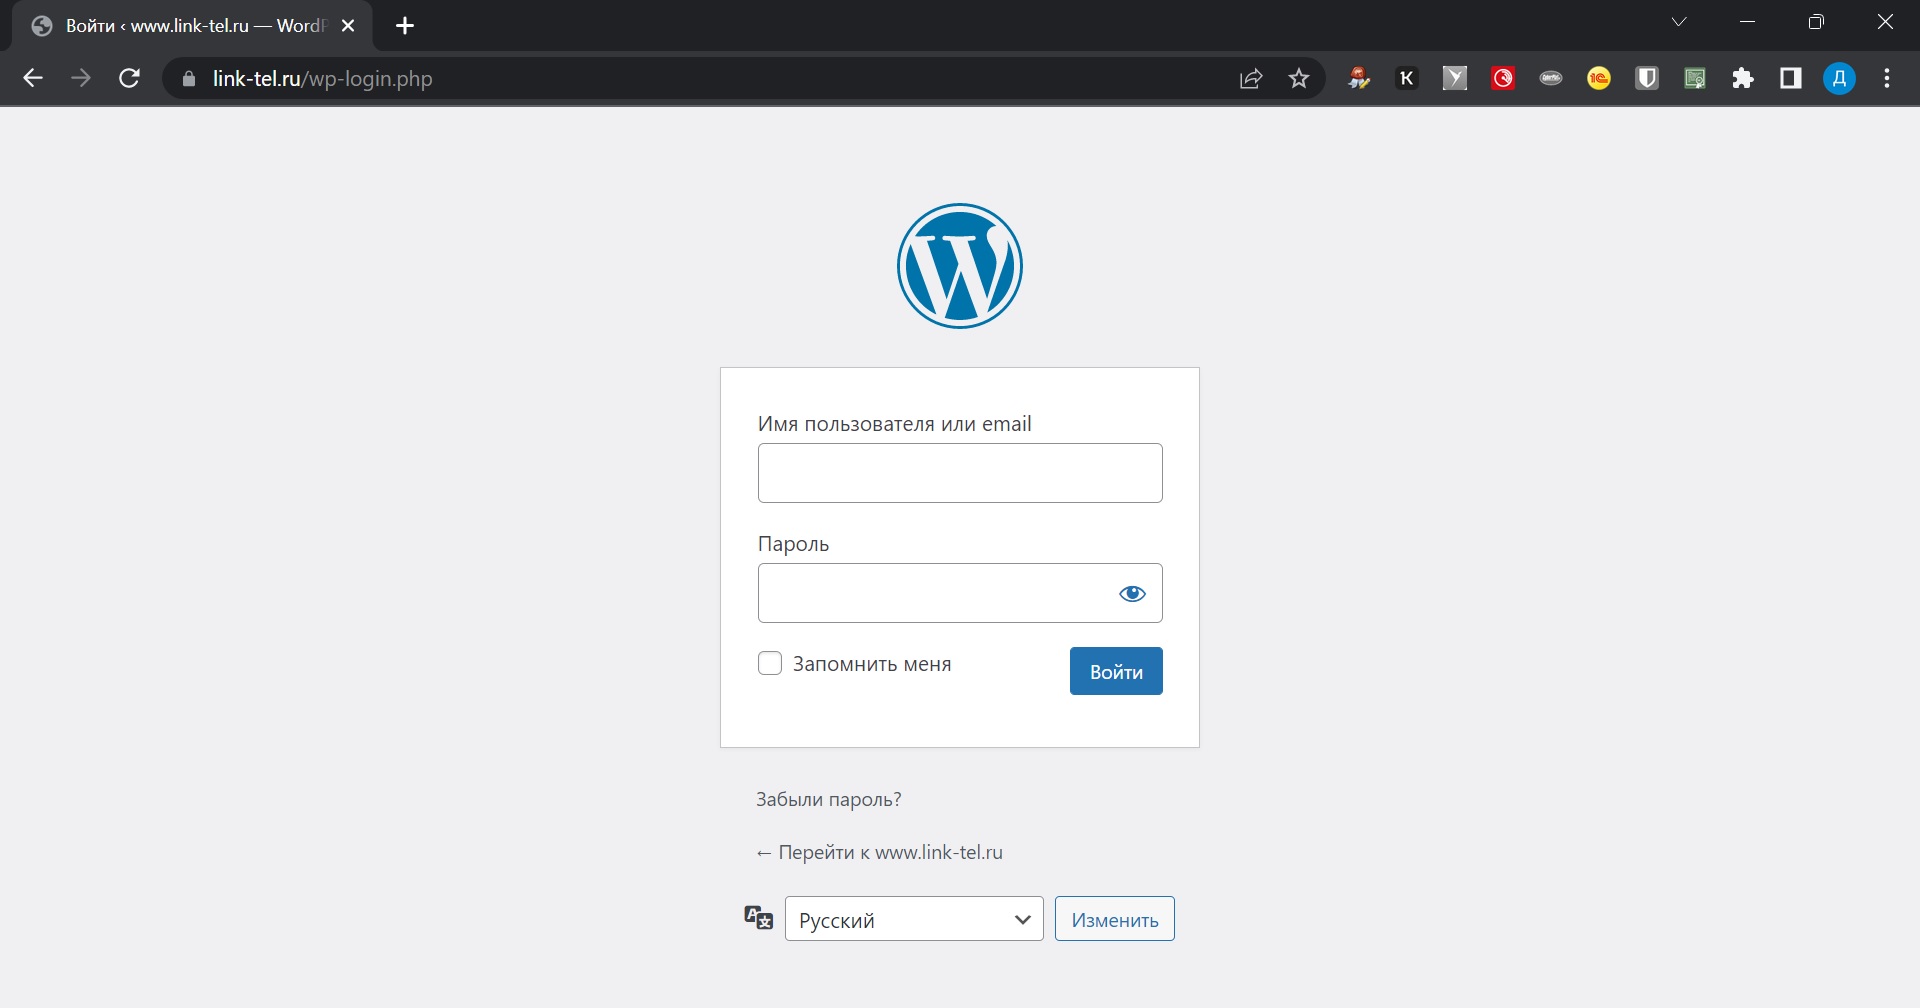 Войти ‹ www.link-tel.ru — WordP
link-tel.ru/wp-login.php
Д
Имя пользователя или email
Пароль
Запомнить меня
Войти
Забыли пароль?
← Перейти к www.link-tel.ru
Русский
Изменить